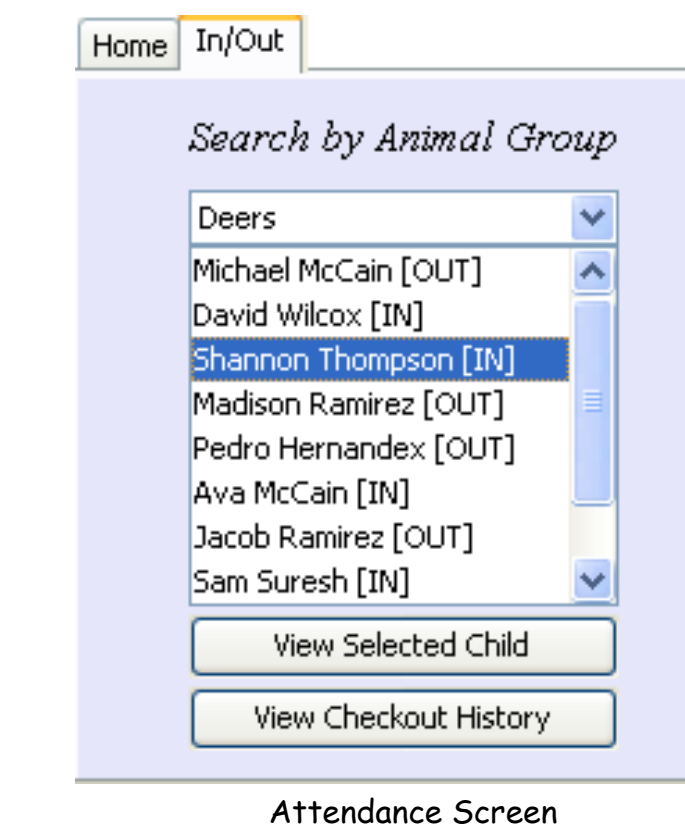 Home In/Out
Search by Animal Group
Deers
Michael McCain [OUT]
David Wilcox [IN]
Shannon Thompson [IN]
Madison Ramirez [OUT]
Pedro Hernandex [OUT]
Ava McCain [IN]
Jacob Ramirez [OUT]
Sam Suresh [IN]
View Selected Child
View Checkout History
Attendance Screen